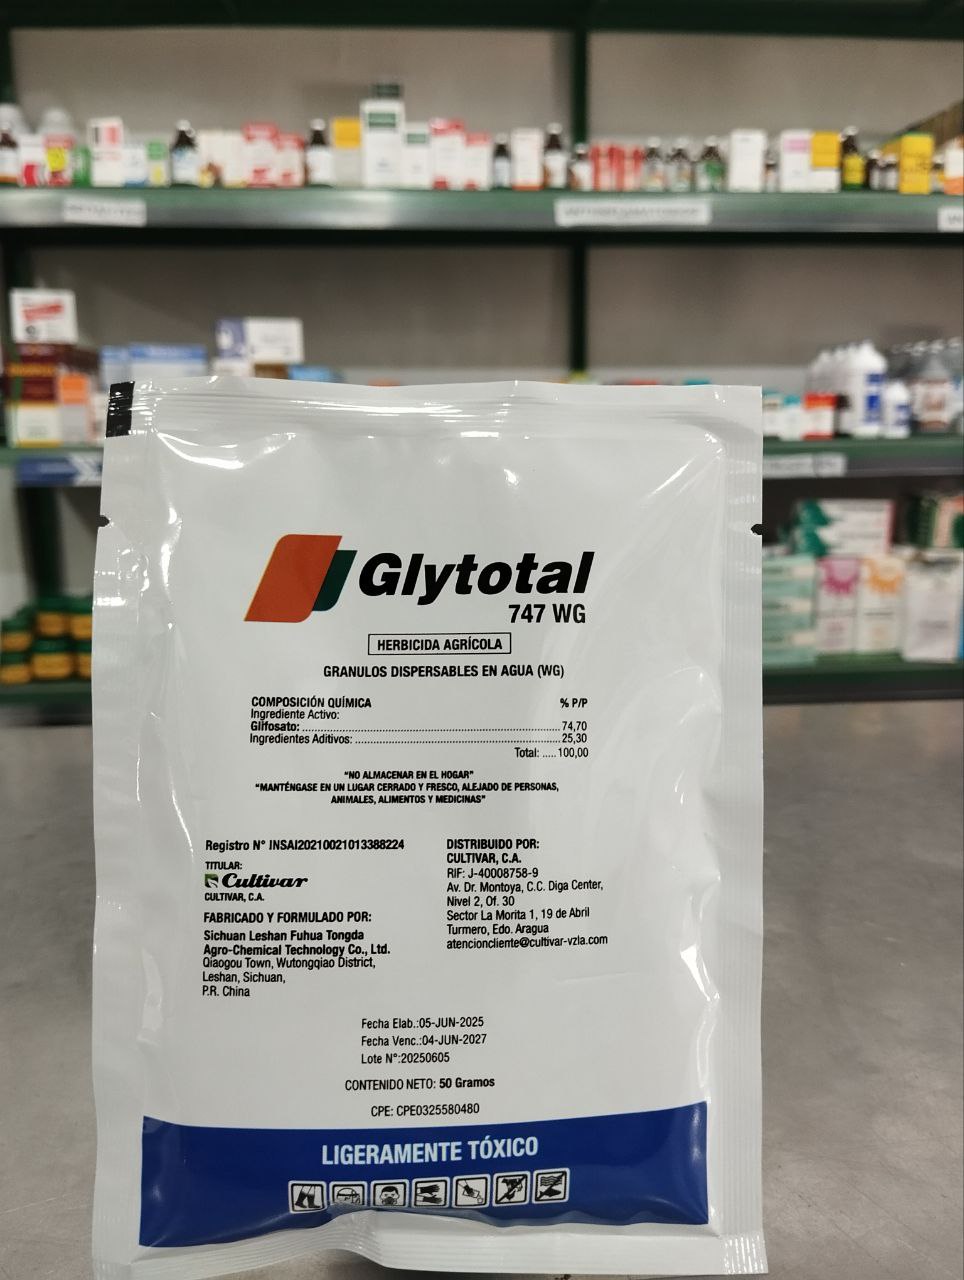 Glytotal
747 WG
HERBICIDA AGRÍCOLA
GRANULOS DISPERSABLES EN AGUA (WG)
COMPOSICIÓN QUÍMICA % P/P
Ingrediente Activo:
Glifosato: ........................................................ 74,70
Ingredientes Aditivos: ............................................ 25,30
Total: ..... 100,00
"NO ALMACENAR EN EL HOGAR"
"MANTÉNGASE EN UN LUGAR CERRADO Y FRESCO, ALEJADO DE PERSONAS,
ANIMALES, ALIMENTOS Y MEDICINAS"
Registro N° INSAI20210021013388224
TITULAR:
Cultivar
CULTIVAR, C.A.
FABRICADO Y FORMULADO POR:
Sichuan Leshan Fuhua Tongda
Agro-Chemical Technology Co., Ltd.
Qiaogou Town, Wutongqiao District,
Leshan, Sichuan,
P.R. China
DISTRIBUIDO POR:
CULTIVAR, C.A.
RIF: J-40008758-9
Av. Dr. Montoya, C.C. Diga Center,
Nivel 2, Of. 30
Sector La Morita 1, 19 de Abril
Turmero, Edo. Aragua
atencioncliente@cultivar-vzla.com
Fecha Elab.:05-JUN-2025
Fecha Venc.:04-JUN-2027
Lote N°:20250605
CONTENIDO NETO: 50 Gramos
CPE: CPE0325580480
LIGERAMENTE TÓXICO